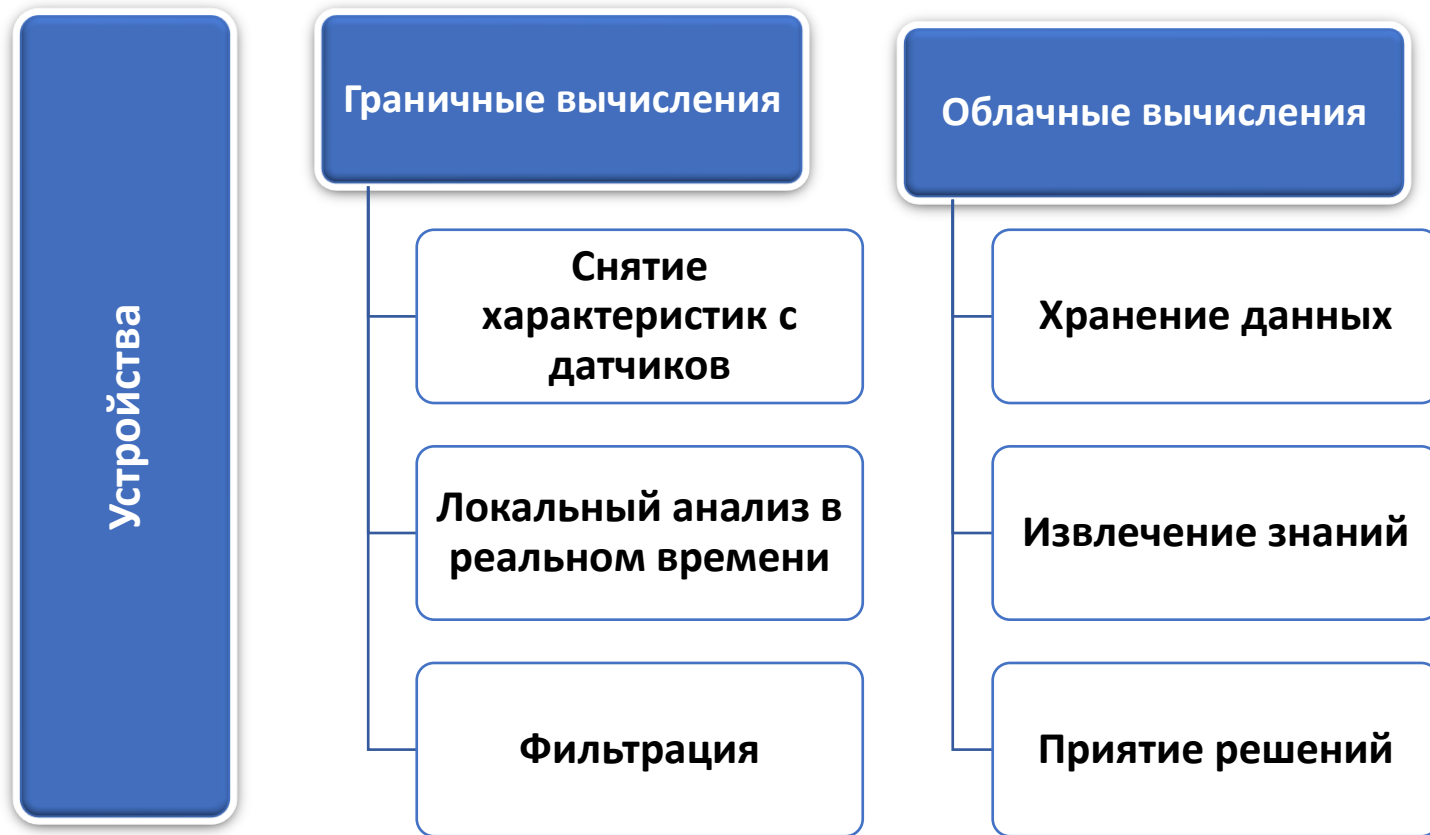 Устройства
Граничные вычисления
Снятие
характеристик с
датчиков
Локальный анализ в
реальном времени
Фильтрация
Облачные вычисления
Хранение данных
Извлечение знаний
Приятие решений